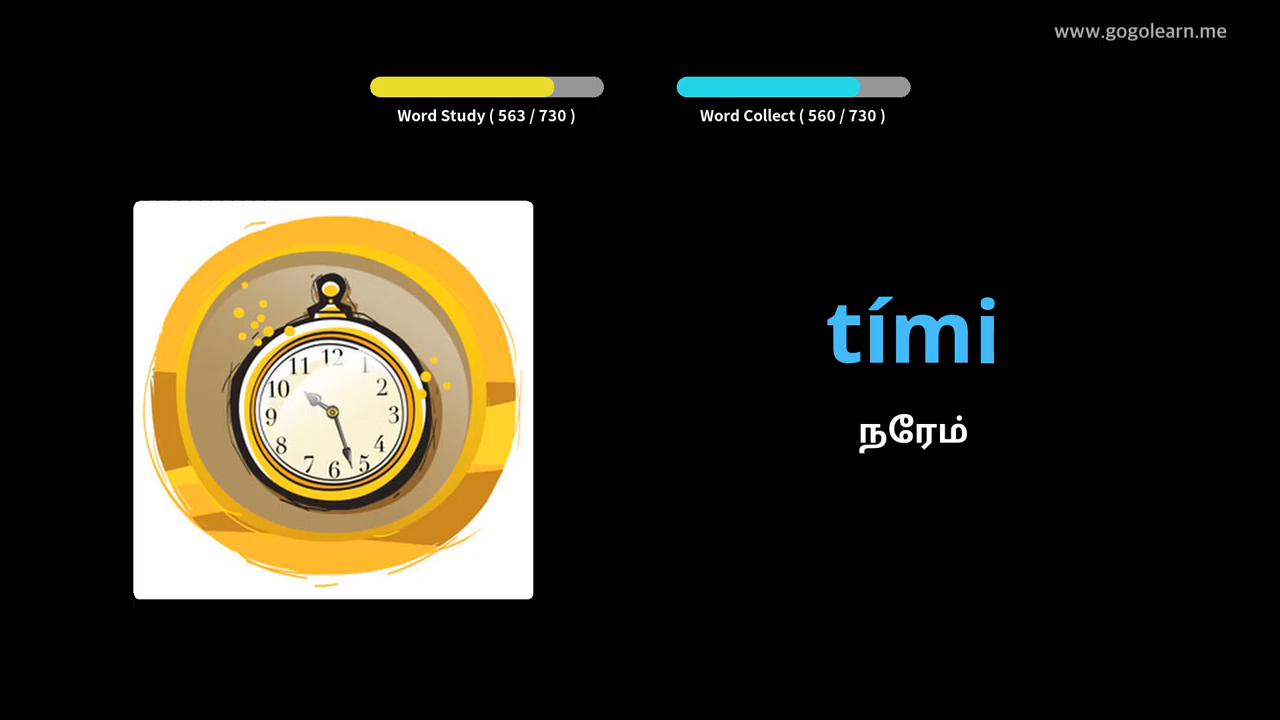 www.gogolearn.me
Word Study ( 563 / 730 )
Word Collect ( 560 / 730 )
11 12 1
10 2
9 3
8 4
7 6 5
tími
நரேம்